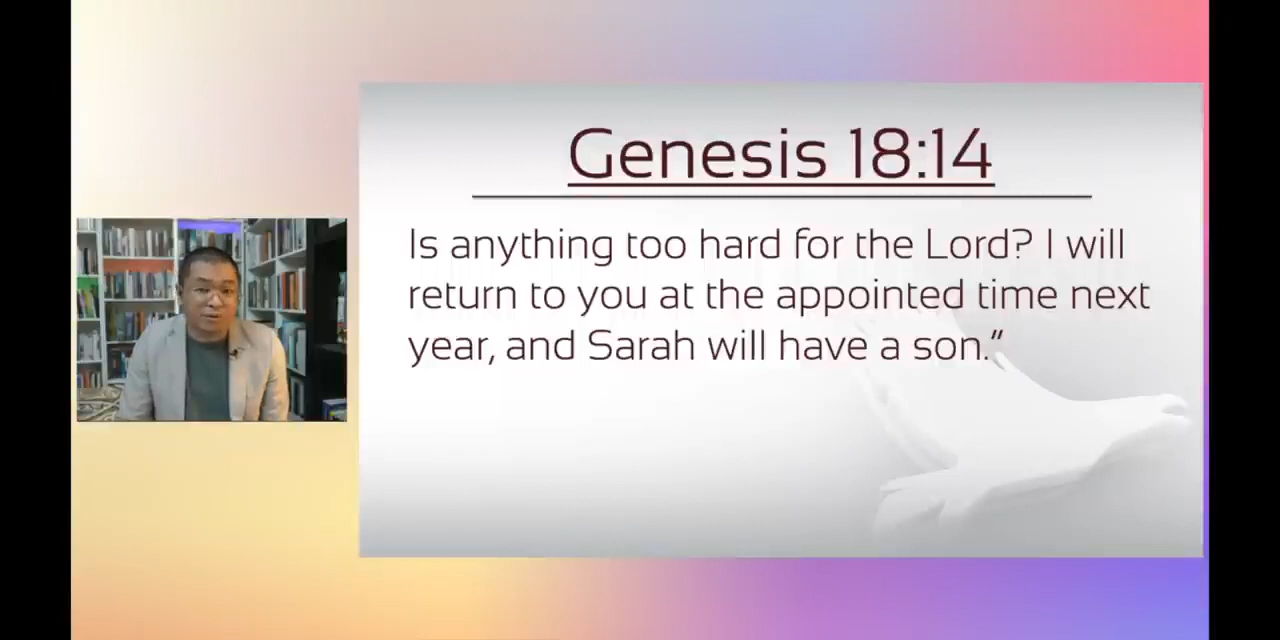 Genesis 18:14
Is anything too hard for the Lord? I will
return to you at the appointed time next
year, and Sarah will have a son.”